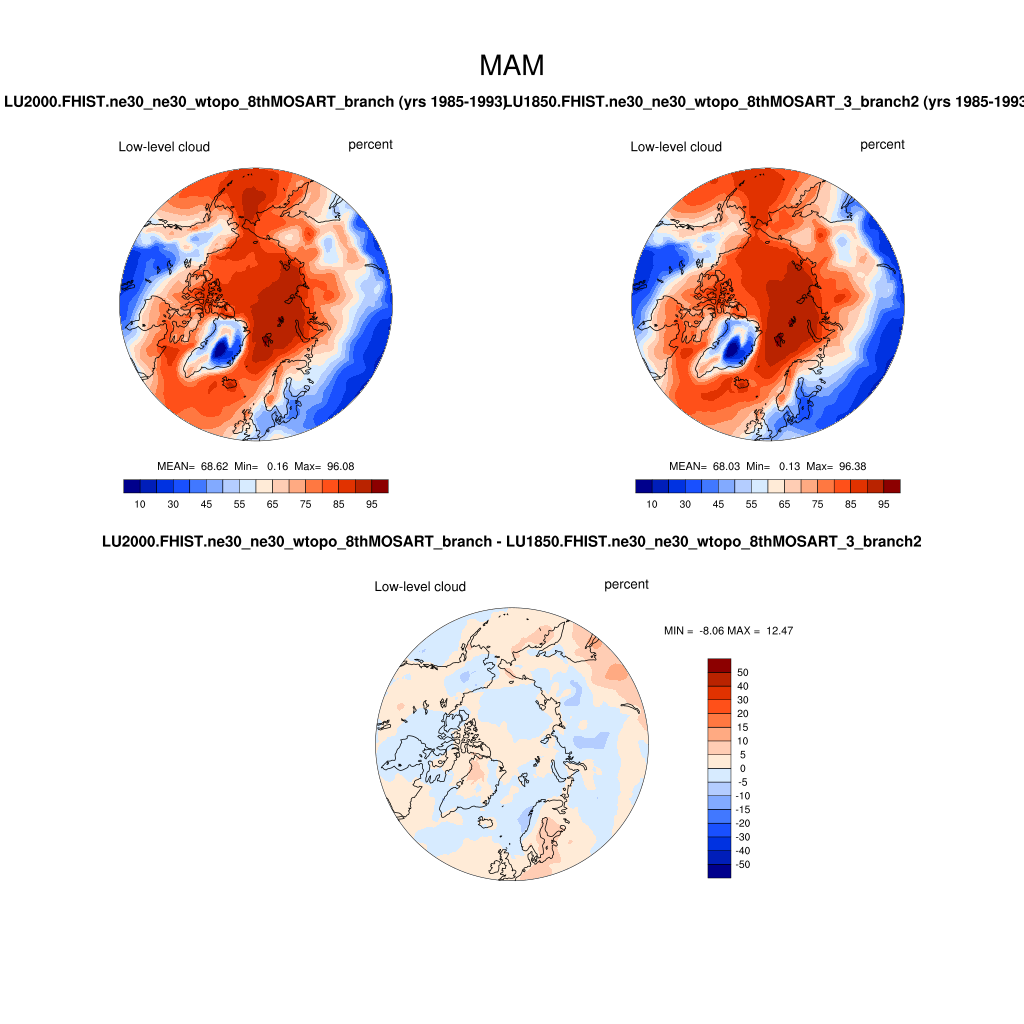 MAM
LU2000.FHIST.ne30_ne30_wtopo_8thMOSART_branch (yrs 1985-1993)
LU1850.FHIST.ne30_ne30_wtopo_8thMOSART_3_branch2 (yrs 1985-1993
Low-level cloud percent
Low-level cloud percent
MEAN= 68.62 Min= 0.16 Max= 96.08
MEAN= 68.03 Min= 0.13 Max= 96.38
10 30 45 55 65 75 85 95
10 30 45 55 65 75 85 95
LU2000.FHIST.ne30_ne30_wtopo_8thMOSART_branch - LU1850.FHIST.ne30_ne30_wtopo_8thMOSART_3_branch2
Low-level cloud percent
MIN = -8.06 MAX = 12.47
50
40
30
20
15
10
5
0
-5
-10
-15
-20
-30
-40
-50